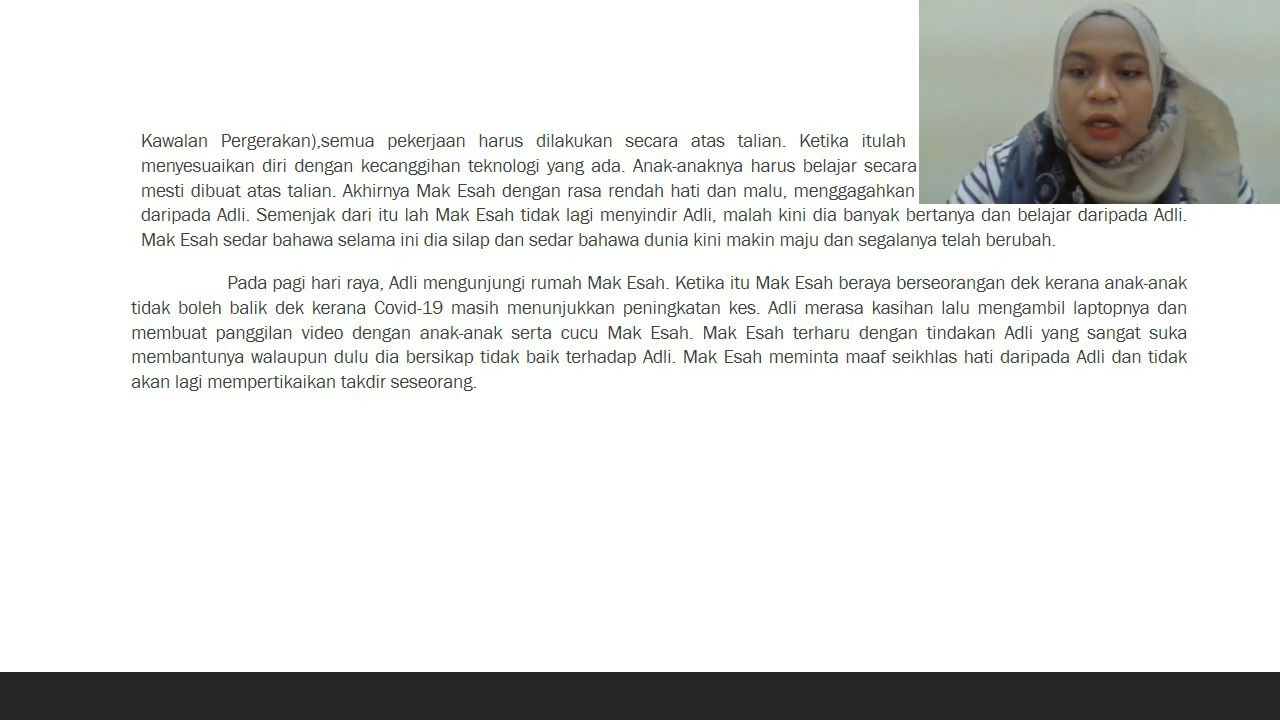 Kawalan Pergerakan),semua pekerjaan harus dilakukan secara atas talian. Ketika itulah
menyesuaikan diri dengan kecanggihan teknologi yang ada. Anak-anaknya harus belajar secara
mesti dibuat atas talian. Akhirnya Mak Esah dengan rasa rendah hati dan malu, menggagahkan
daripada Adli. Semenjak dari itu lah Mak Esah tidak lagi menyindir Adli, malah kini dia banyak bertanya dan belajar daripada Adli.
Mak Esah sedar bahawa selama ini dia silap dan sedar bahawa dunia kini makin maju dan segalanya telah berubah.
Pada pagi hari raya, Adli mengunjungi rumah Mak Esah. Ketika itu Mak Esah beraya berseorangan dek kerana anak-anak
tidak boleh balik dek kerana Covid-19 masih menunjukkan peningkatan kes. Adli merasa kasihan lalu mengambil laptopnya dan
membuat panggilan video dengan anak-anak serta cucu Mak Esah. Mak Esah terharu dengan tindakan Adli yang sangat suka
membantunya walaupun dulu dia bersikap tidak baik terhadap Adli. Mak Esah meminta maaf seikhlas hati daripada Adli dan tidak
akan lagi mempertikaikan takdir seseorang.